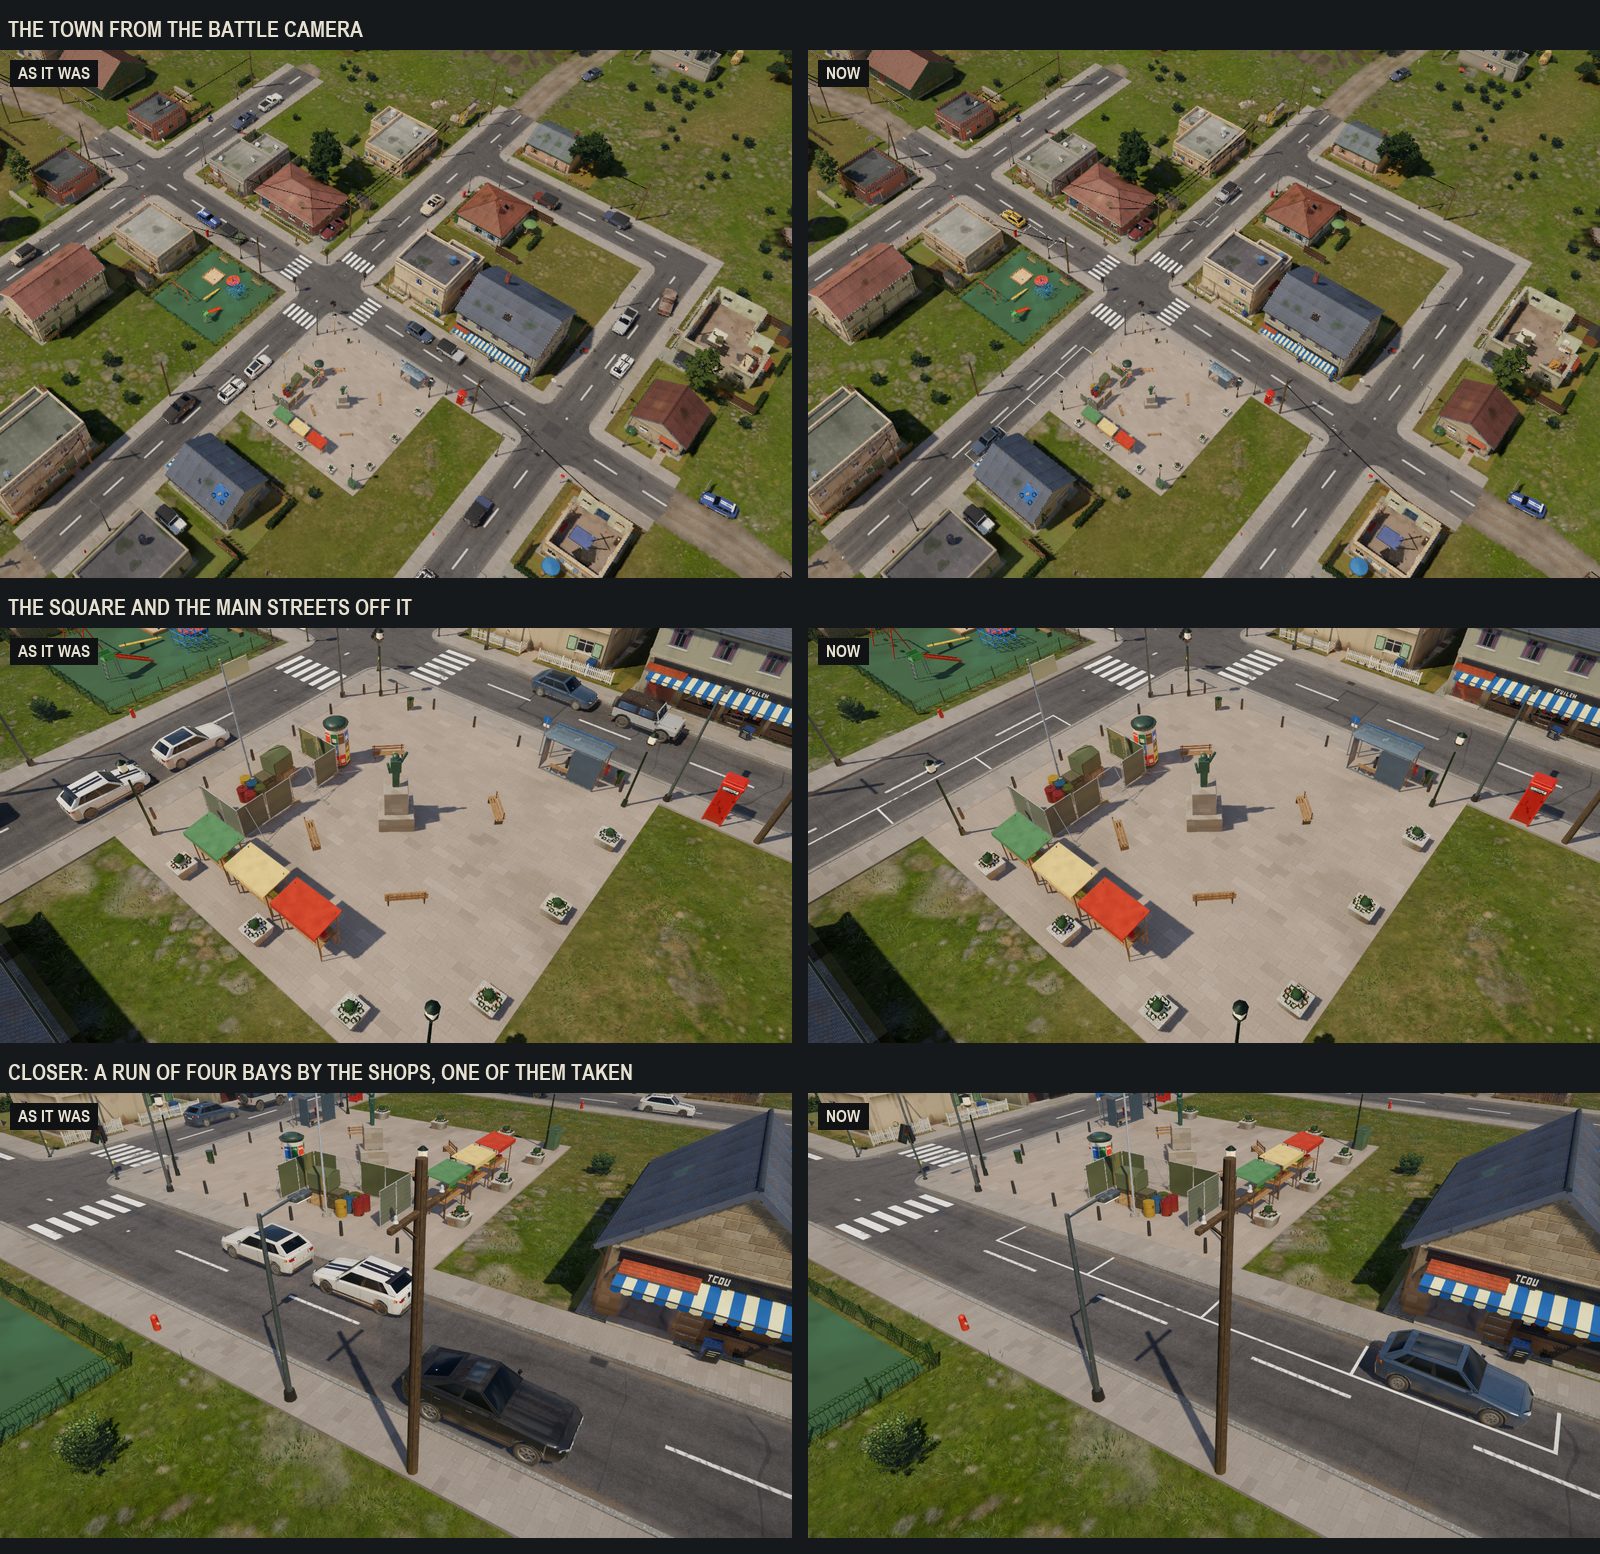 THE TOWN FROM THE BATTLE CAMERA
AS IT WAS
NOW
THE SQUARE AND THE MAIN STREETS OFF IT
AS IT WAS
NOW
CLOSER: A RUN OF FOUR BAYS BY THE SHOPS, ONE OF THEM TAKEN
AS IT WAS
NOW